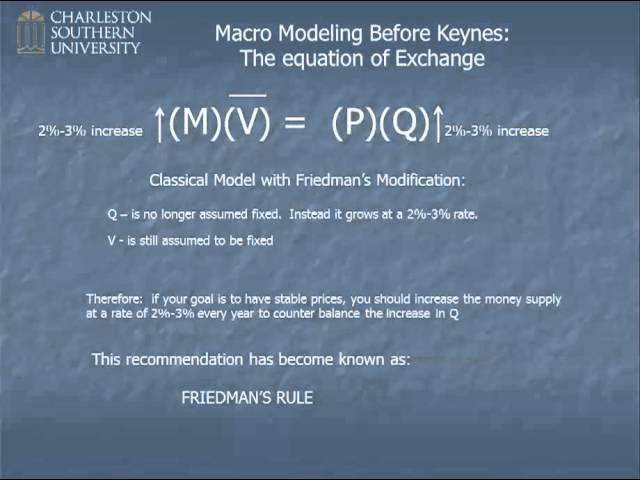 CHARLESTON
SOUTHERN
UNIVERSITY
Macro Modeling Before Keynes:
The equation of Exchange
2%-3% increase ↑(M)(V̅) = (P)(Q)↑ 2%-3% increase
Classical Model with Friedman's Modification:
Q – is no longer assumed fixed. Instead it grows at a 2%-3% rate.
V - is still assumed to be fixed
Therefore: if your goal is to have stable prices, you should increase the money supply
at a rate of 2%-3% every year to counter balance the increase in Q
This recommendation has become known as:
FRIEDMAN'S RULE